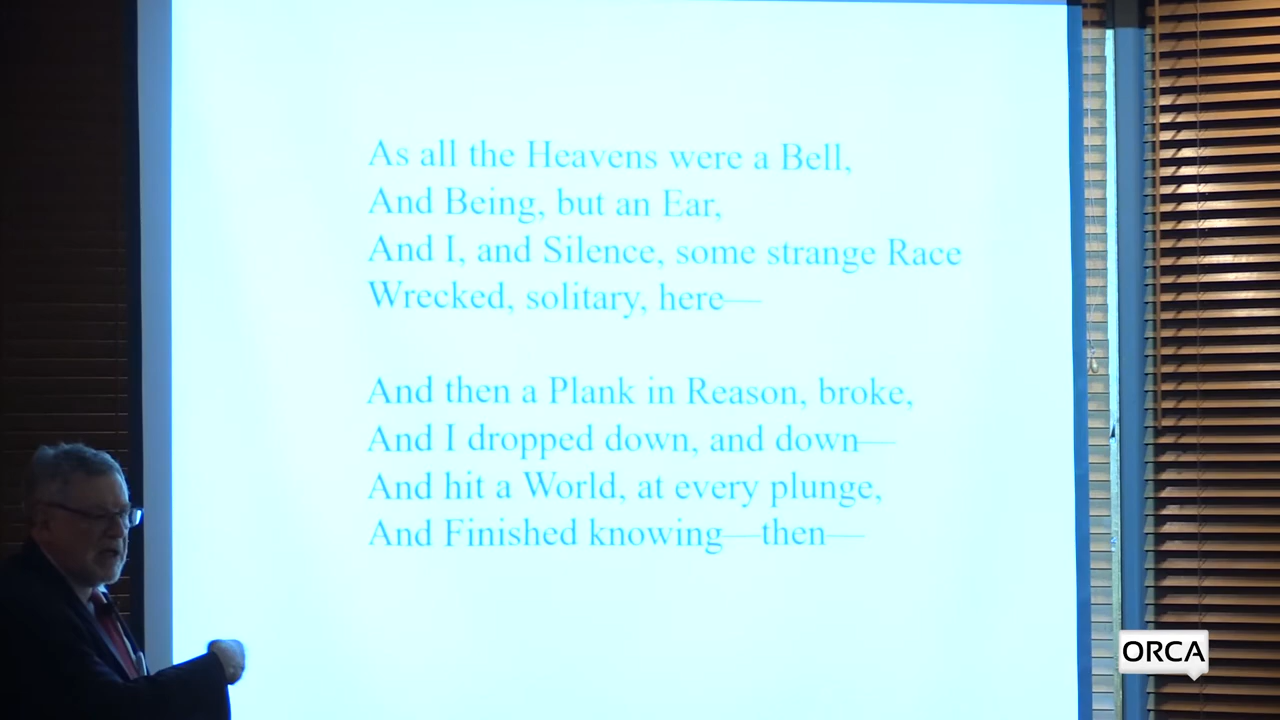 As all the Heavens were a Bell,
And Being, but an Ear,
And I, and Silence, some strange Race
Wrecked, solitary, here—
And then a Plank in Reason, broke,
And I dropped down, and down—
And hit a World, at every plunge,
And Finished knowing—then—
ORCA